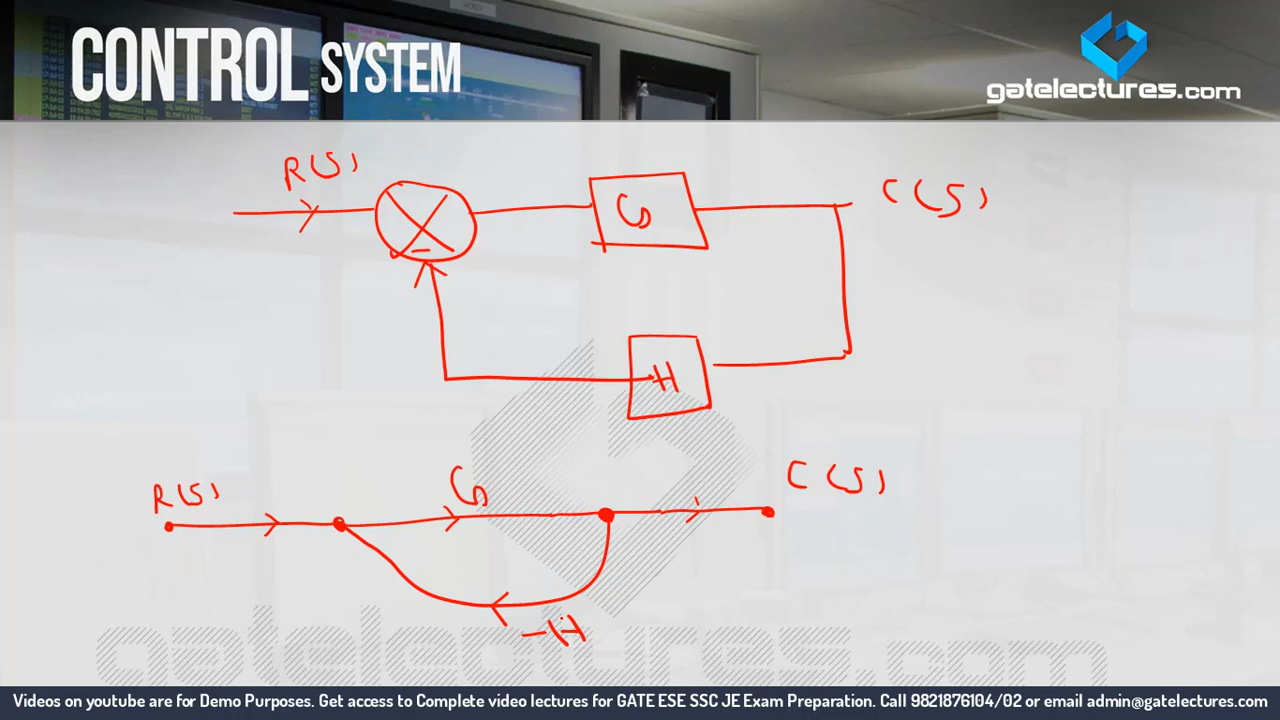 CONTROL SYSTEM
gatelectures.com
R(S)
G
C(S)
-
H
R(S)
G
C(S)
-H
gatelectures.com
Videos on youtube are for Demo Purposes. Get access to Complete video lectures for GATE ESE SSC JE Exam Preparation. Call 9821876104/02 or email admin@gatelectures.com